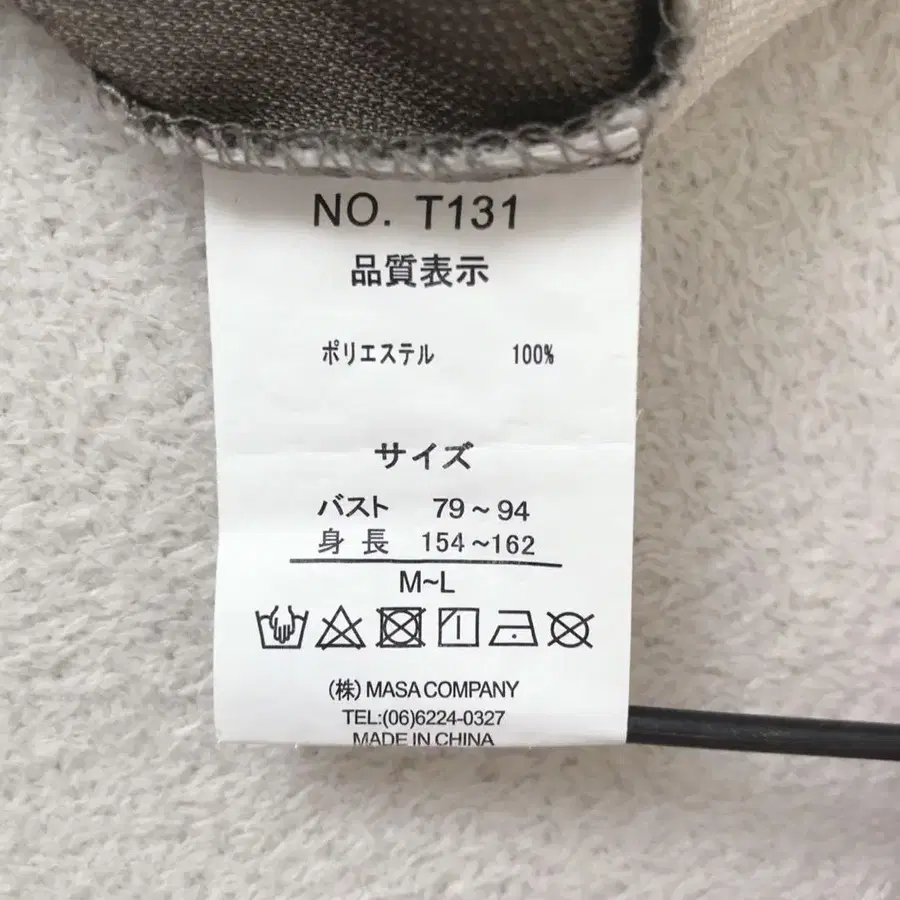 NO. T131
品質表示
ポリエステル 100%
サイズ
バスト 79~94
身長 154~162
M~L
(株)MASA COMPANY
TEL:(06)6224-0327
MADE IN CHINA